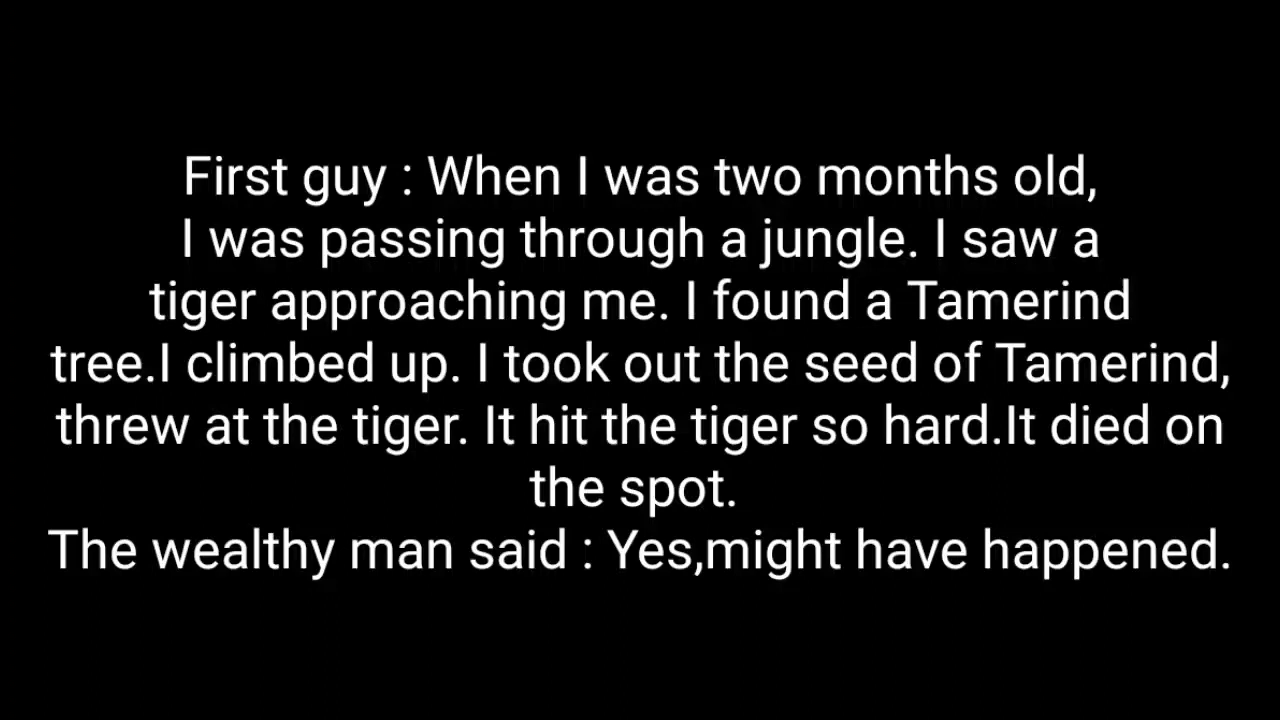 First guy : When I was two months old,
I was passing through a jungle. I saw a
tiger approaching me. I found a Tamerind
tree.I climbed up. I took out the seed of Tamerind,
threw at the tiger. It hit the tiger so hard.It died on
the spot.
The wealthy man said : Yes,might have happened.